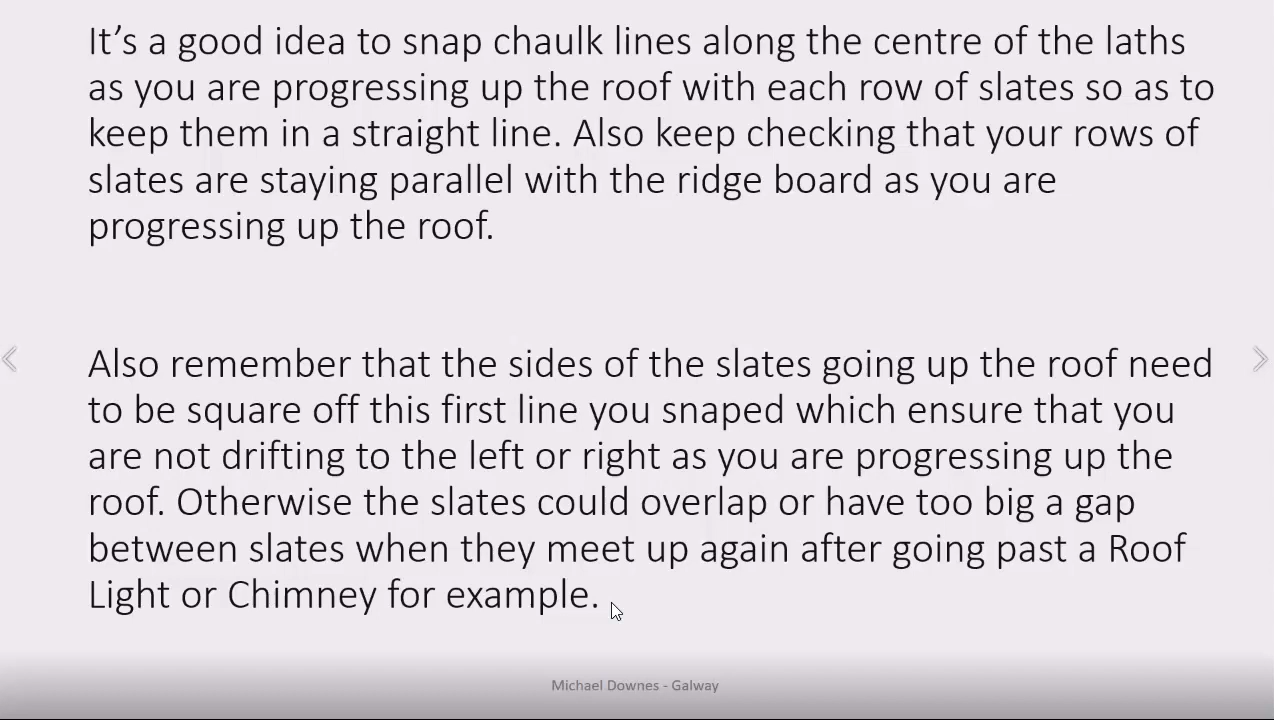 It’s a good idea to snap chaulk lines along the centre of the laths
as you are progressing up the roof with each row of slates so as to
keep them in a straight line. Also keep checking that your rows of
slates are staying parallel with the ridge board as you are
progressing up the roof.
Also remember that the sides of the slates going up the roof need
to be square off this first line you snaped which ensure that you
are not drifting to the left or right as you are progressing up the
roof. Otherwise the slates could overlap or have too big a gap
between slates when they meet up again after going past a Roof
Light or Chimney for example.
Michael Downes - Galway